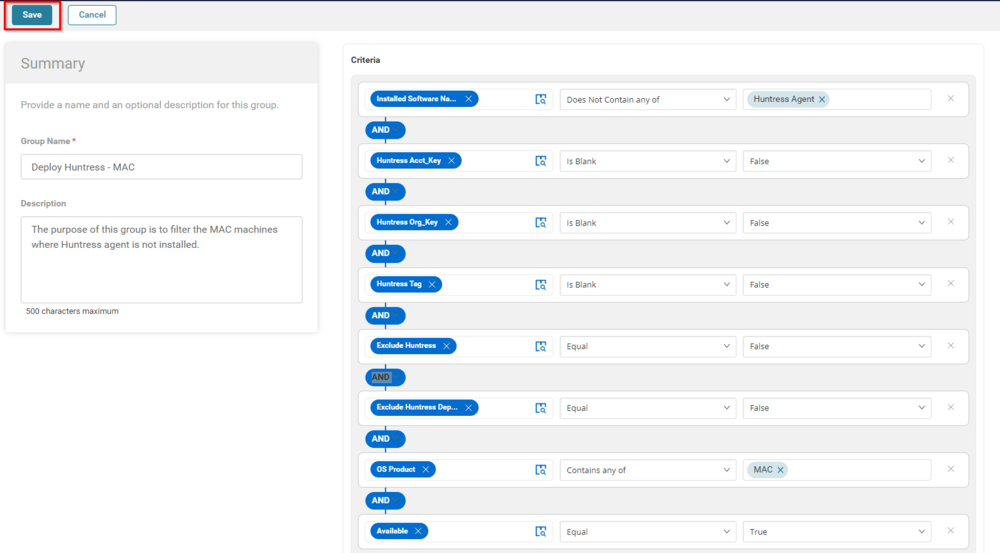 Save
Cancel
Summary
Provide a name and an optional description for this group.
Group Name *
Deploy Huntress - MAC
Description
The purpose of this group is to filter the MAC machines
where Huntress agent is not installed.
500 characters maximum
Criteria
Installed Software Na... Does Not Contain any of Huntress Agent
AND
Huntress Acct_Key Is Blank False
AND
Huntress Org_Key Is Blank False
AND
Huntress Tag Is Blank False
AND
Exclude Huntress Equal False
AND
Exclude Huntress Dep... Equal False
AND
OS Product Contains any of MAC
AND
Available Equal True